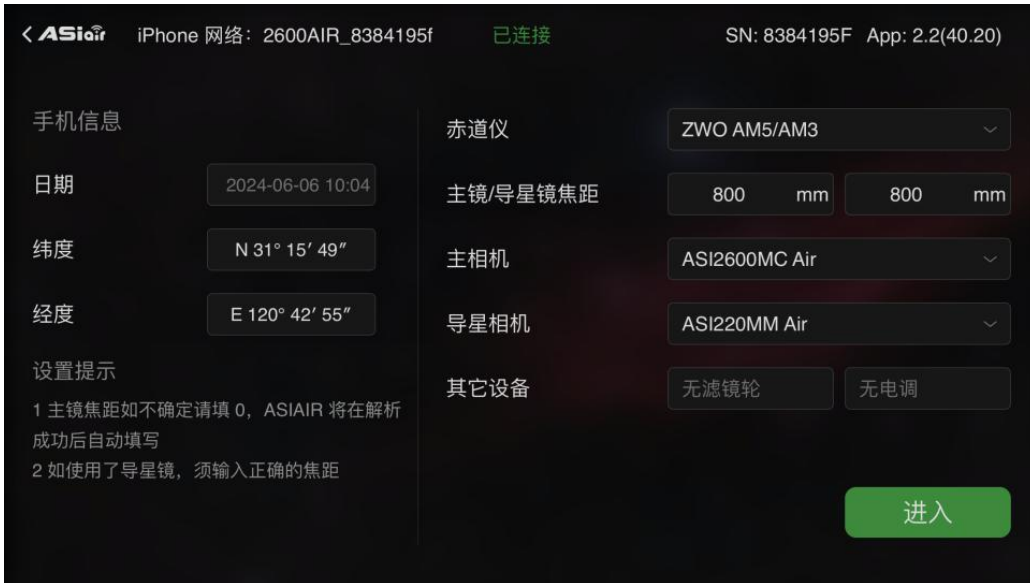 ASiair iPhone 网络：2600AIR_8384195f 已连接 SN: 8384195F App: 2.2(40.20)
手机信息
日期 2024-06-06 10:04
纬度 N 31° 15′ 49″
经度 E 120° 42′ 55″
设置提示
1 主镜焦距如不确定请填 0，ASIAIR 将在解析
成功后自动填写
2 如使用了导星镜，须输入正确的焦距
赤道仪 ZWO AM5/AM3
主镜/导星镜焦距 800 mm 800 mm
主相机 ASI2600MC Air
导星相机 ASI220MM Air
其它设备 无滤镜轮 无电调
进入